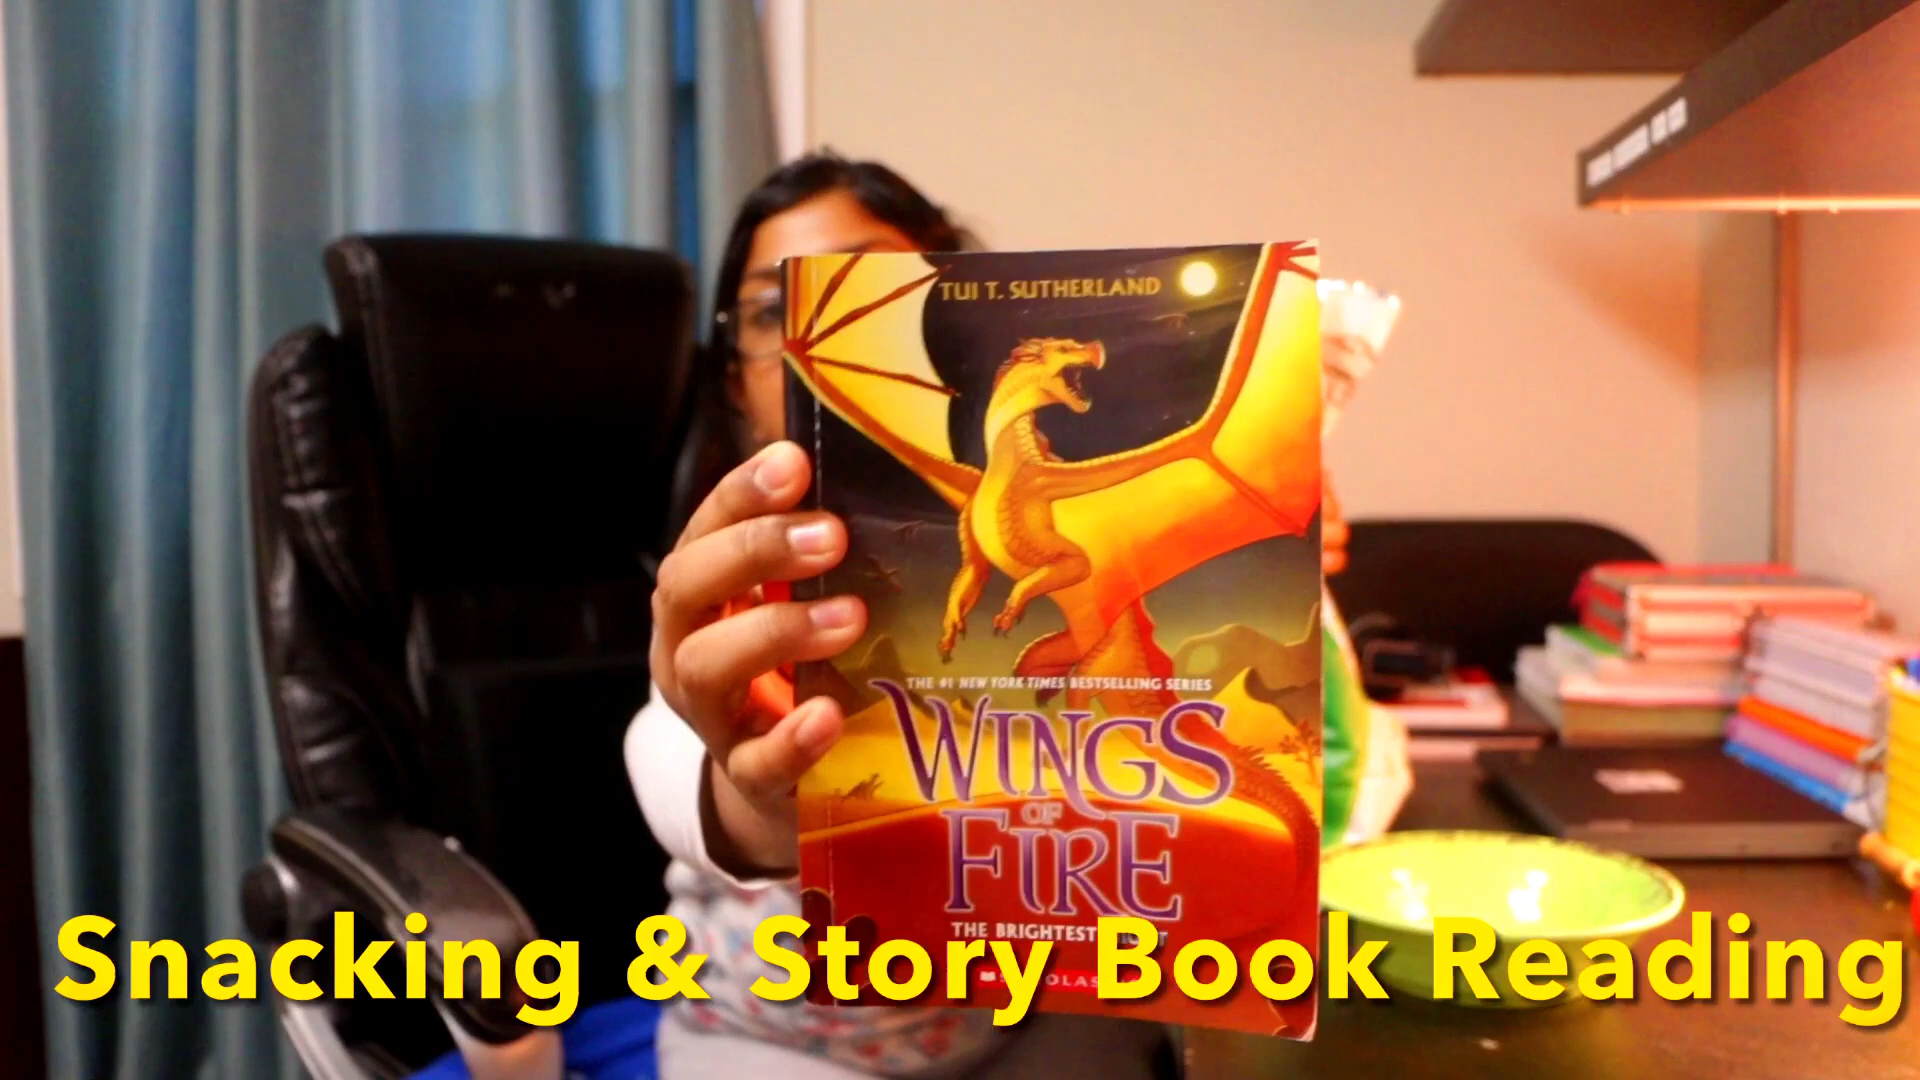 TUI T. SUTHERLAND
THE #1 NEW YORK TIMES BESTSELLING SERIES
WINGS
OF
FIRE
THE BRIGHTEST
Snacking & Story Book Reading